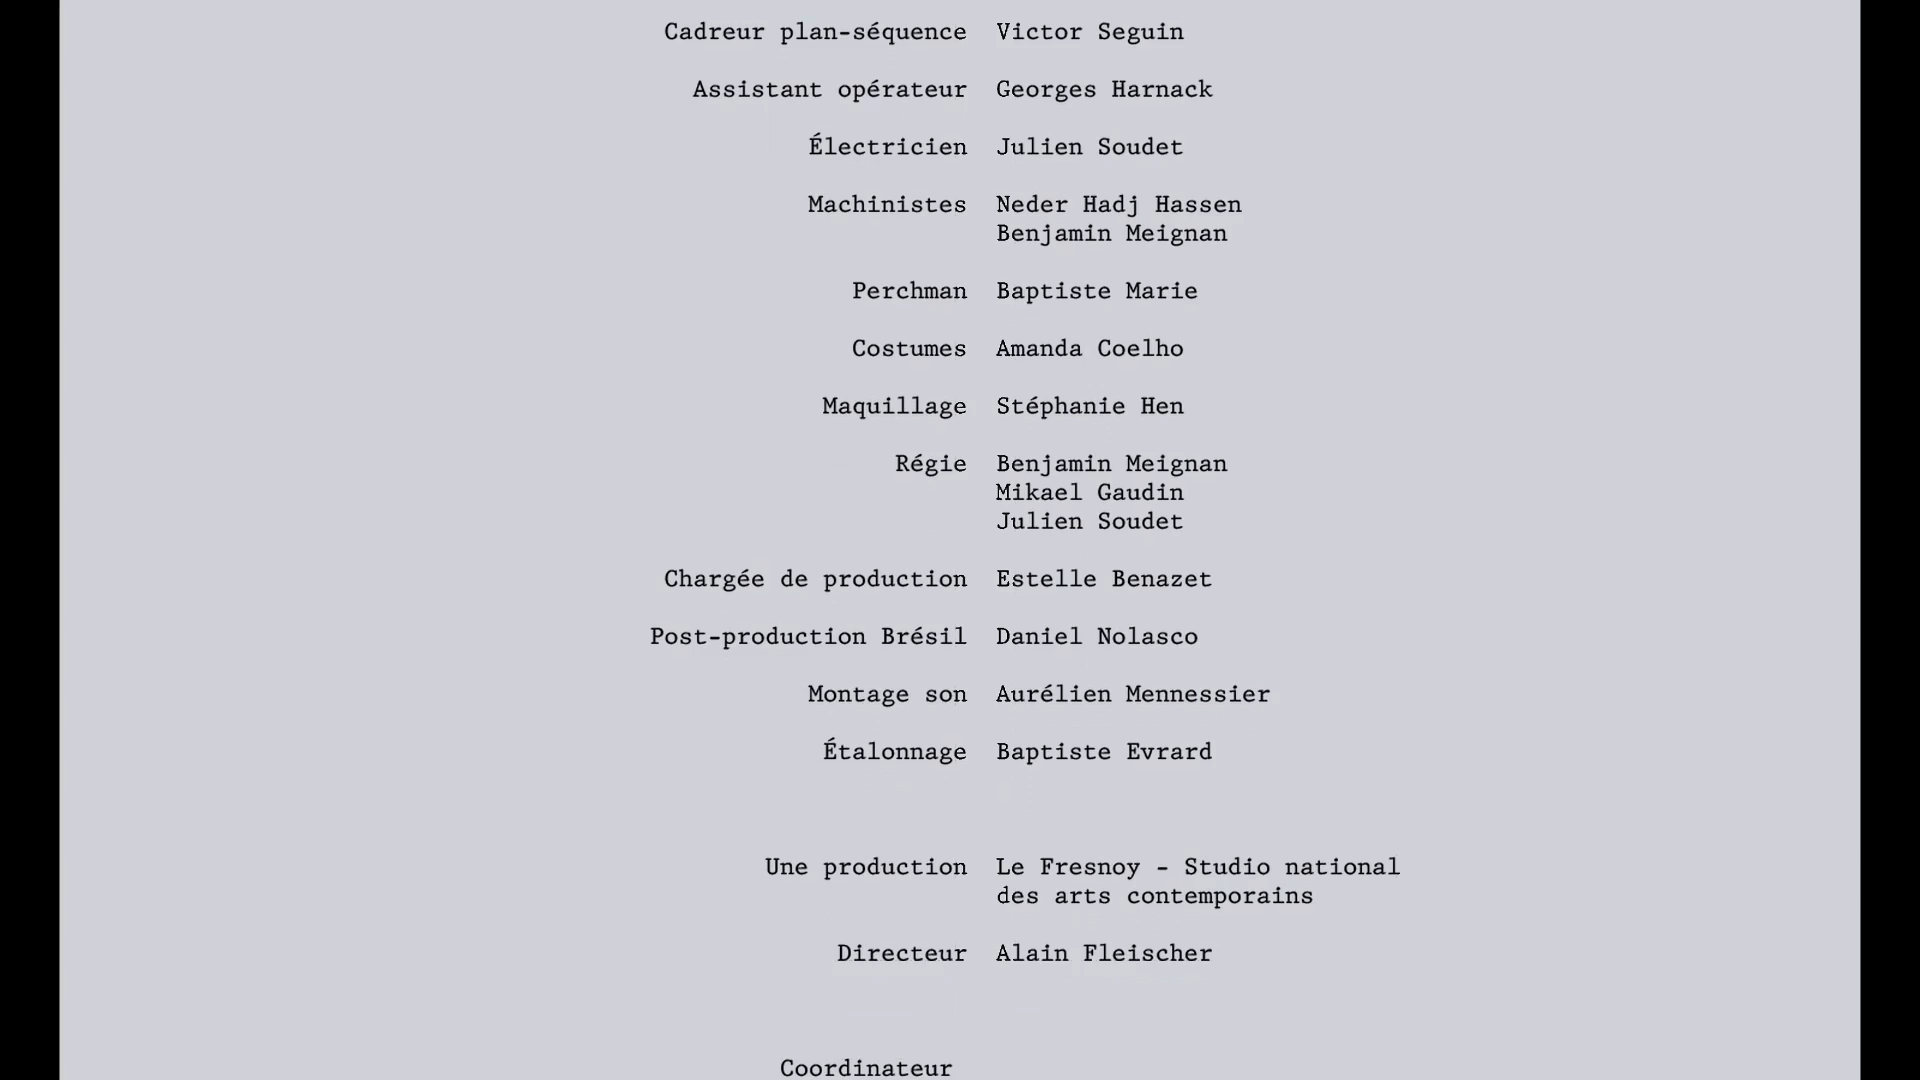 Cadreur plan-séquence Victor Seguin
Assistant opérateur Georges Harnack
Électricien Julien Soudet
Machinistes Neder Hadj Hassen
Benjamin Meignan
Perchman Baptiste Marie
Costumes Amanda Coelho
Maquillage Stéphanie Hen
Régie Benjamin Meignan
Mikael Gaudin
Julien Soudet
Chargée de production Estelle Benazet
Post-production Brésil Daniel Nolasco
Montage son Aurélien Mennessier
Étalonnage Baptiste Evrard
Une production Le Fresnoy - Studio national
des arts contemporains
Directeur Alain Fleischer
Coordinateur